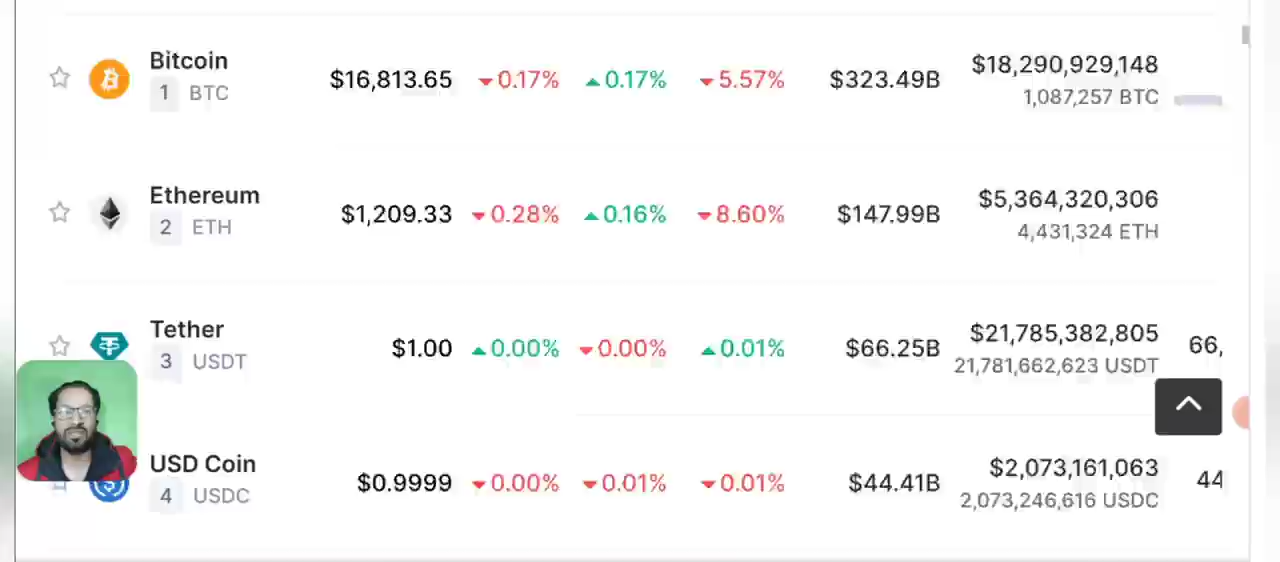 Bitcoin
1 BTC
$16,813.65 0.17% 0.17% 5.57% $323.49B $18,290,929,148
1,087,257 BTC
Ethereum
2 ETH
$1,209.33 0.28% 0.16% 8.60% $147.99B $5,364,320,306
4,431,324 ETH
Tether
3 USDT
$1.00 0.00% 0.00% 0.01% $66.25B $21,785,382,805 66,
21,781,662,623 USDT
USD Coin
4 USDC
$0.9999 0.00% 0.01% 0.01% $44.41B $2,073,161,063 44
2,073,246,616 USDC